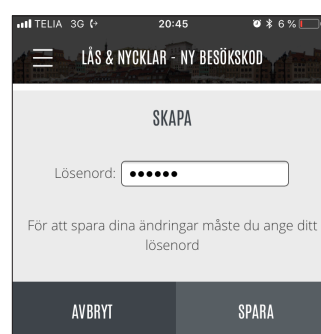 TELIA 3G 20:45 6 %
LÅS & NYCKLAR - NY BESÖKSKOD
SKAPA
Lösenord: ●●●●●●
För att spara dina ändringar måste du ange ditt
lösenord
AVBRYT SPARA